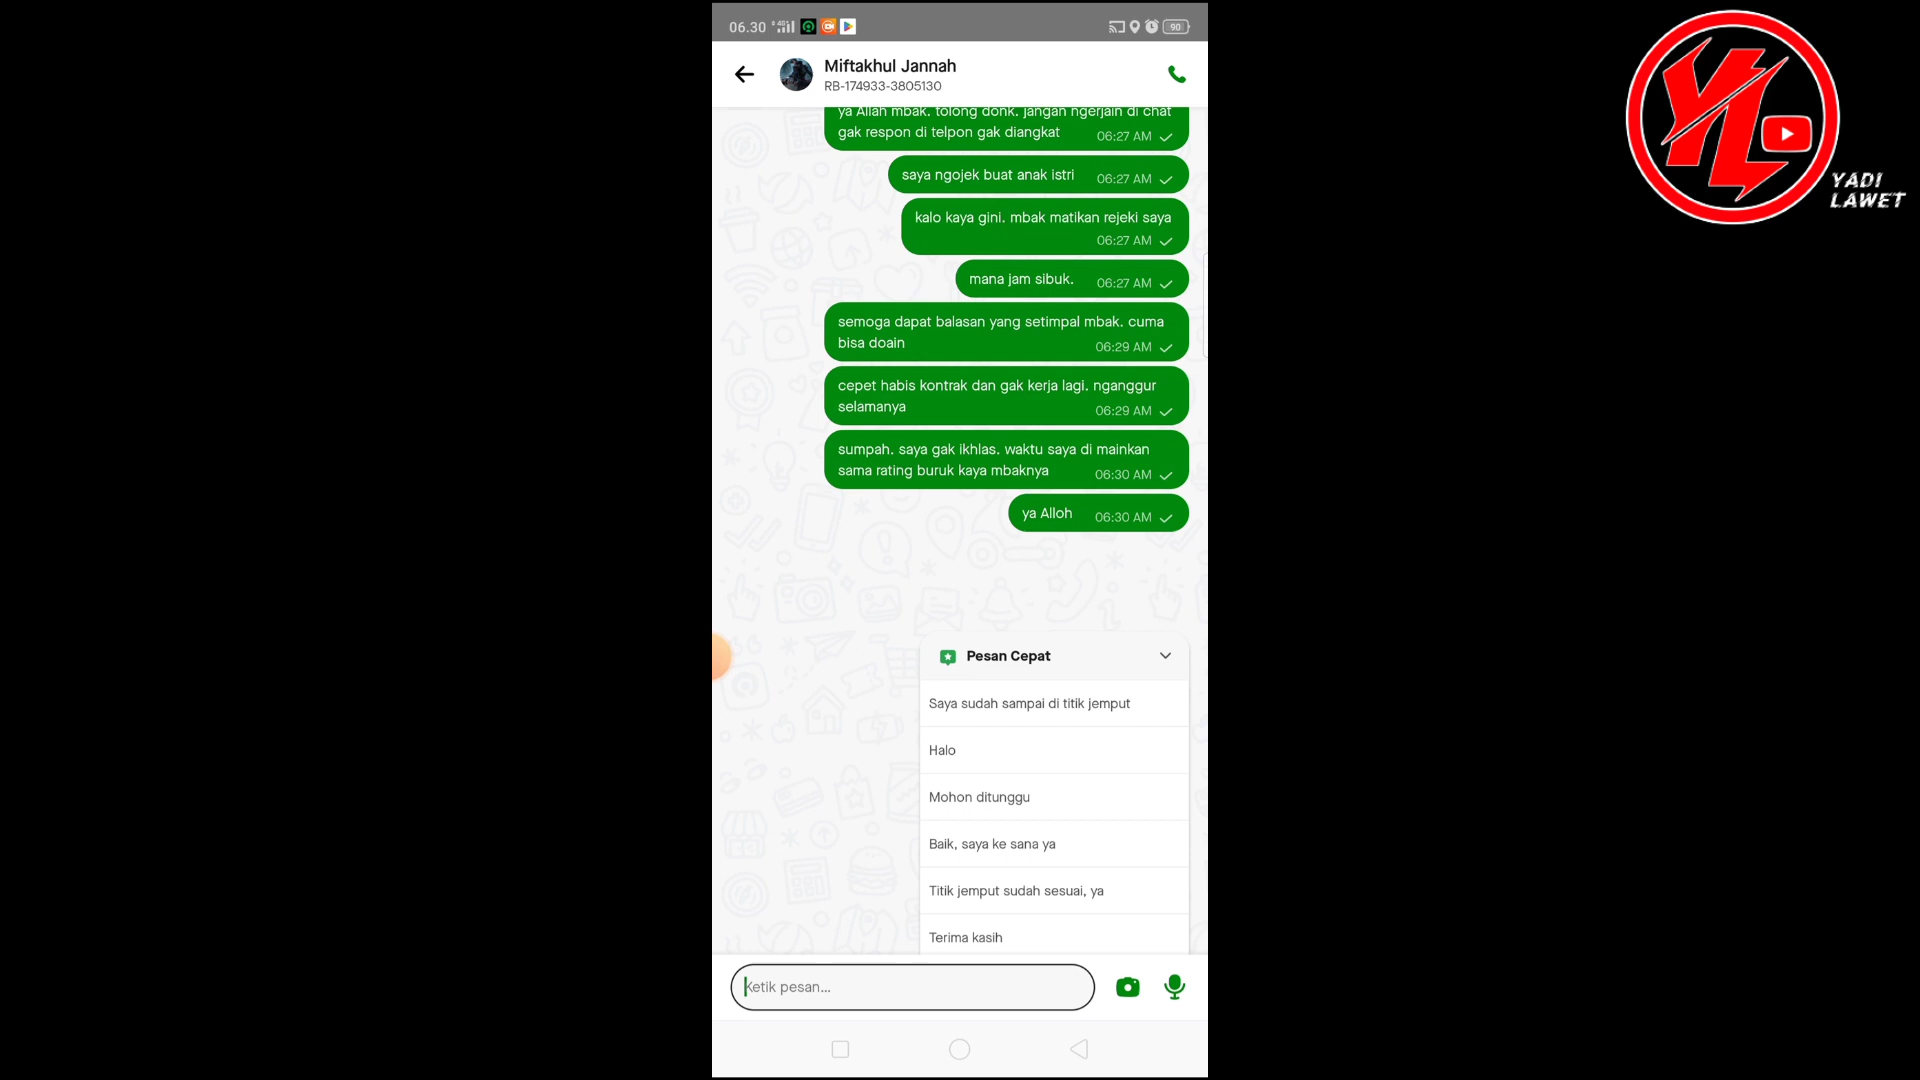 06.30
90
Miftakhul Jannah
RB-174933-3805130
ya Allah mbak. tolong donk. jangan ngerjain di chat
gak respon di telpon gak diangkat 06:27 AM
saya ngojek buat anak istri 06:27 AM
kalo kaya gini. mbak matikan rejeki saya
06:27 AM
mana jam sibuk. 06:27 AM
semoga dapat balasan yang setimpal mbak. cuma
bisa doain 06:29 AM
cepet habis kontrak dan gak kerja lagi. nganggur
selamanya 06:29 AM
sumpah. saya gak ikhlas. waktu saya di mainkan
sama rating buruk kaya mbaknya 06:30 AM
ya Alloh 06:30 AM
Pesan Cepat
Saya sudah sampai di titik jemput
Halo
Mohon ditunggu
Baik, saya ke sana ya
Titik jemput sudah sesuai, ya
Terima kasih
Ketik pesan...
YL
YADI
LAWET